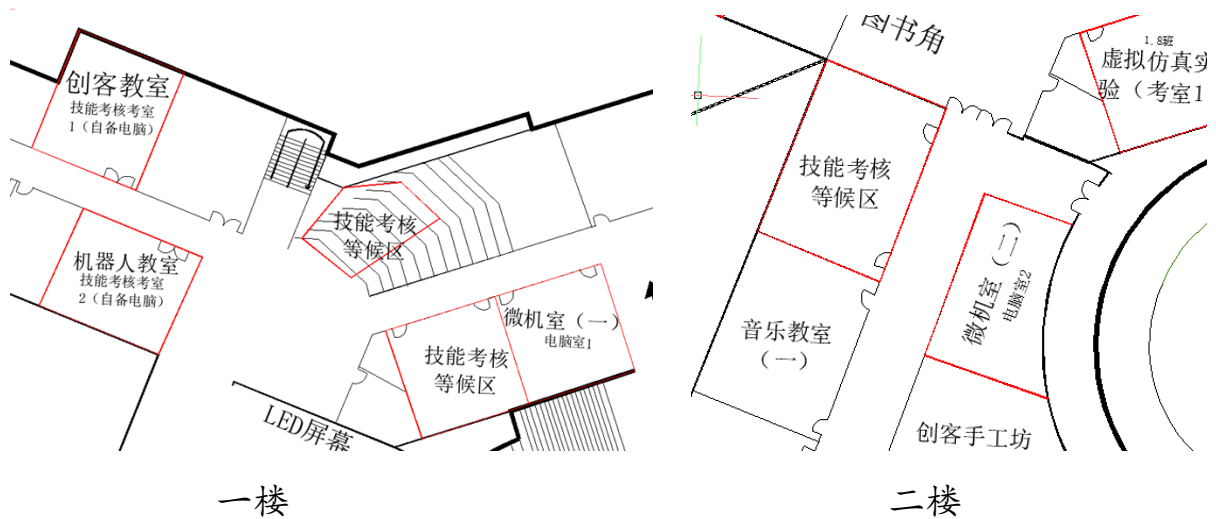 创客教室
技能考核考室
1（自备电脑）
机器人教室
技能考核考室
2（自备电脑）
技能考核
等候区
技能考核
等候区
微机室（一）
电脑室1
LED屏幕
一楼
图书角
1.8班
虚拟仿真实
验（考室1
技能考核
等候区
微机室（二）
电脑室2
音乐教室
（一）
创客手工坊
二楼